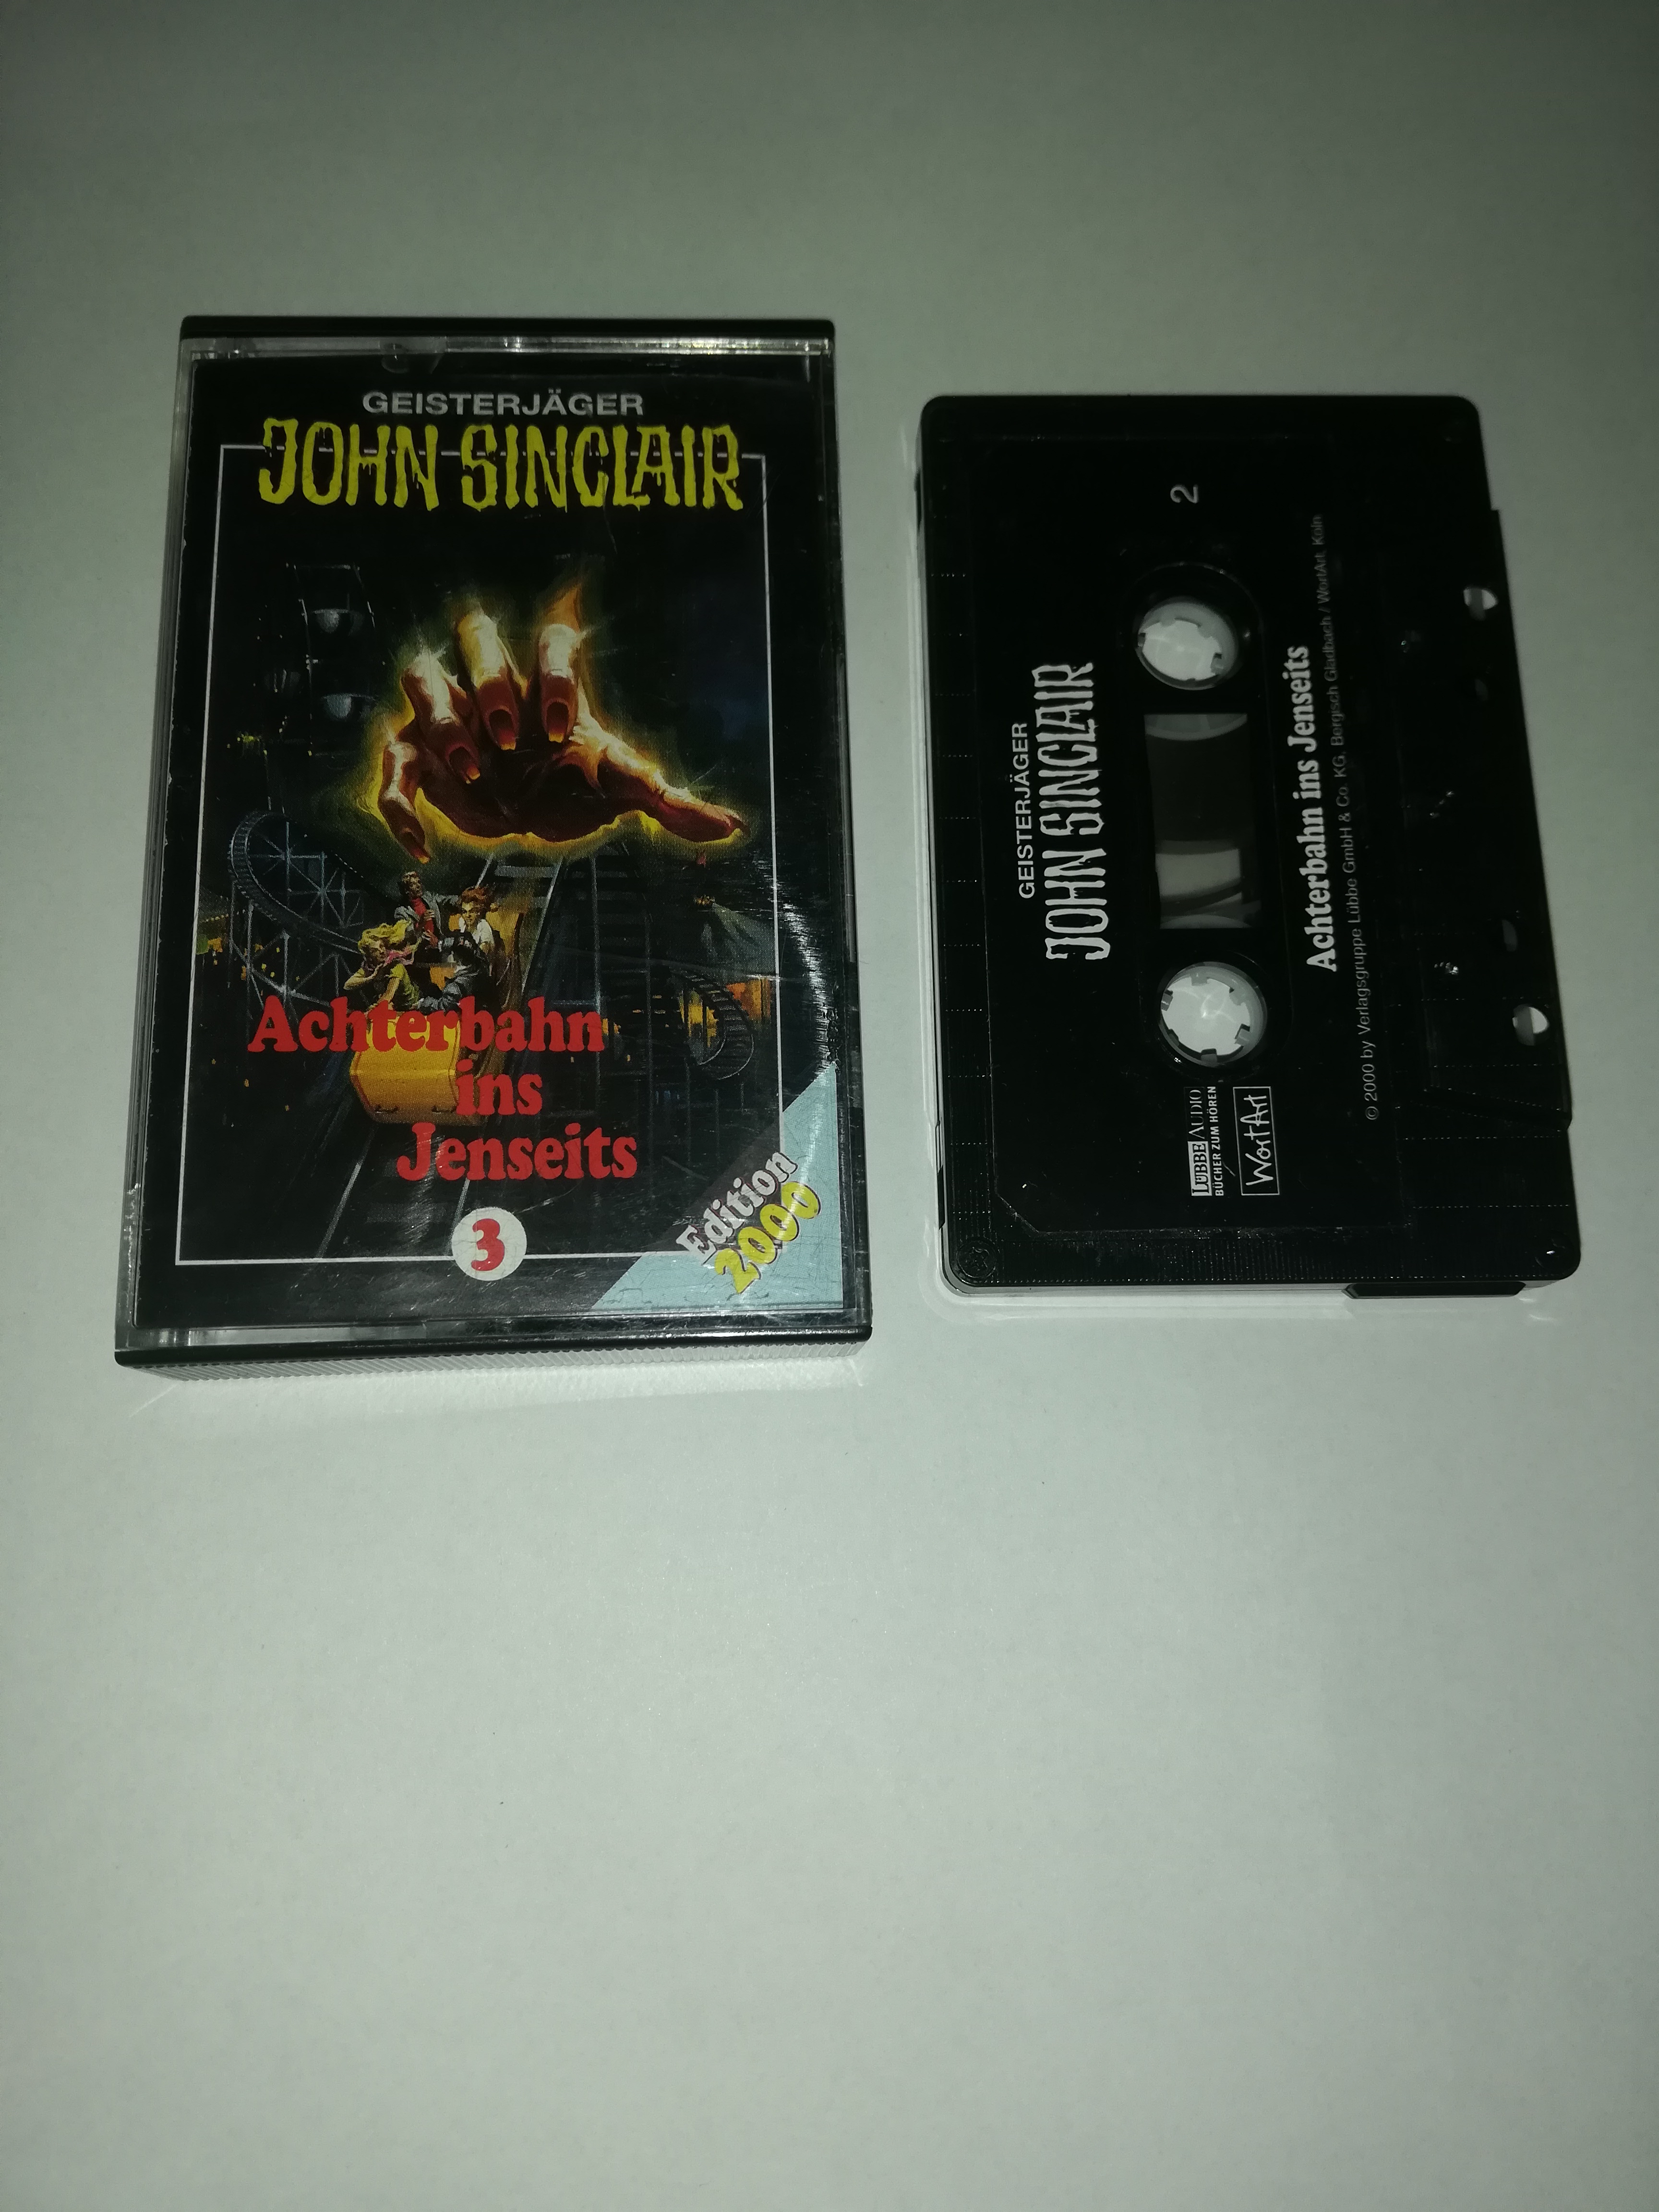 GEISTERJÄGER
JOHN SINCLAIR
Achterbahn
ins
Jenseits
3
Edition
2000
GEISTERJÄGER
JOHN SINCLAIR
2
LÜBBE AUDIO
BÜCHER ZUM HÖREN
WortArt
Achterbahn ins Jenseits
© 2000 by Verlagsgruppe Lübbe GmbH & Co. KG, Bergisch Gladbach / WortArt, Köln